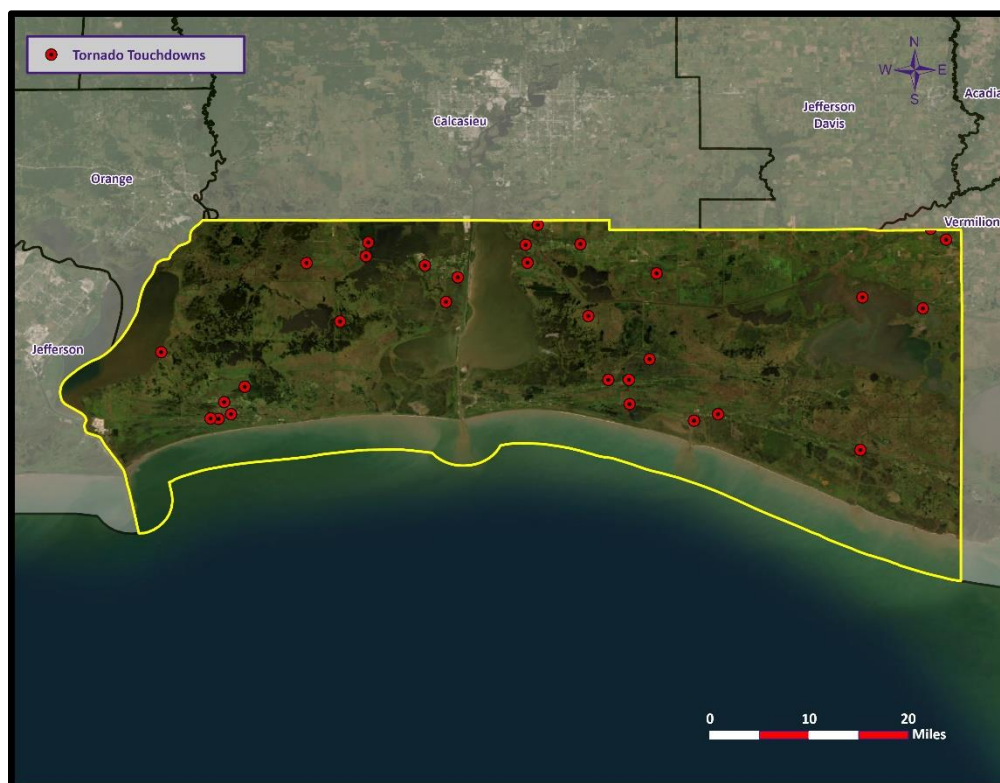 Tornado Touchdowns
N
W E
S
Acadia
Calcasieu
Jefferson
Davis
Orange
Vermilion
Jefferson
0 10 20
Miles